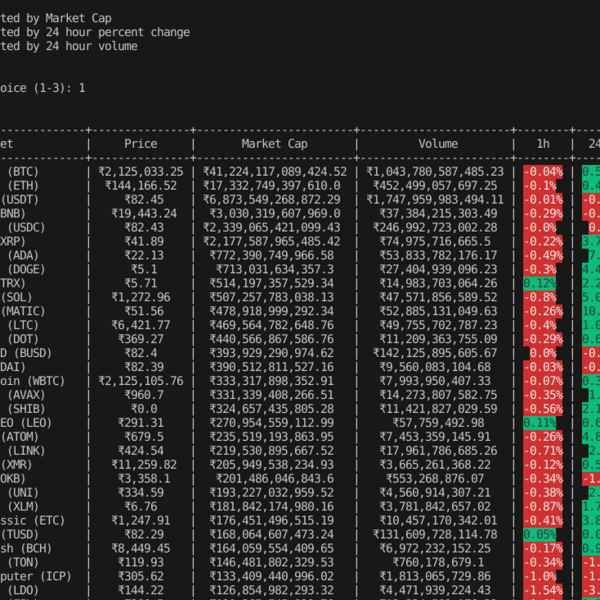 ted by Market Cap
ted by 24 hour percent change
ted by 24 hour volume
oice (1-3): 1
et | Price | Market Cap | Volume | 1h | 24
(BTC) | ₹2,125,033.25 | ₹41,224,117,089,424.52 | ₹1,043,780,587,485.23 | -0.04% | 0.5
(ETH) | ₹144,166.52 | ₹17,332,749,397,610.0 | ₹452,499,057,697.25 | -0.1% | 0.4
(USDT) | ₹82.45 | ₹6,873,549,268,872.29 | ₹1,747,959,983,494.11 | -0.01% | -0.
BNB) | ₹19,443.24 | ₹3,030,319,607,969.0 | ₹37,384,215,303.49 | -0.29% | -0.
(USDC) | ₹82.43 | ₹2,339,065,421,099.43 | ₹246,992,723,002.28 | -0.0% | 0.
XRP) | ₹41.89 | ₹2,177,587,965,485.42 | ₹74,975,716,665.5 | -0.22% | 3.7
(ADA) | ₹22.13 | ₹772,390,749,966.58 | ₹53,833,782,176.17 | -0.49% | 7.
(DOGE) | ₹5.1 | ₹713,031,634,357.3 | ₹27,404,939,096.23 | -0.3% | 4.4
TRX) | ₹5.71 | ₹514,197,355,529.34 | ₹14,983,703,064.26 | 0.12% | 2.2
(SOL) | ₹1,272.96 | ₹507,257,783,038.13 | ₹47,571,856,589.52 | -0.8% | 5.0
(MATIC) | ₹51.56 | ₹478,918,999,292.34 | ₹52,885,131,049.63 | -0.26% | 10.
(LTC) | ₹6,421.77 | ₹469,564,782,648.76 | ₹49,755,702,787.23 | -0.4% | 1.0
(DOT) | ₹369.27 | ₹440,566,867,586.76 | ₹11,209,363,755.09 | -0.29% | 0.6
D (BUSD) | ₹82.4 | ₹393,929,290,974.62 | ₹142,125,895,605.67 | 0.0% | -0.
DAI) | ₹82.39 | ₹390,512,811,527.16 | ₹9,560,083,104.68 | -0.03% | -0.
oin (WBTC) | ₹2,125,105.76 | ₹333,317,898,352.91 | ₹7,993,950,407.33 | -0.07% | 0.3
(AVAX) | ₹960.7 | ₹331,339,408,266.51 | ₹14,273,807,582.75 | -0.35% | 1.
(SHIB) | ₹0.0 | ₹324,657,435,805.28 | ₹11,421,827,029.59 | -0.56% | 2.1
EO (LEO) | ₹291.31 | ₹270,954,559,112.99 | ₹57,759,492.98 | 0.11% | 0.6
(ATOM) | ₹679.5 | ₹235,519,193,863.95 | ₹7,453,359,145.91 | -0.26% | 4.8
(LINK) | ₹424.54 | ₹219,530,895,667.52 | ₹17,961,786,685.26 | -0.71% | 2.
(XMR) | ₹11,259.82 | ₹205,949,538,234.93 | ₹3,665,261,368.22 | -0.12% | 0.5
OKB) | ₹3,358.1 | ₹201,486,046,843.6 | ₹553,268,876.07 | -0.34% | -1.
(UNI) | ₹334.59 | ₹193,227,032,959.52 | ₹4,560,914,307.21 | -0.38% | 2.
(XLM) | ₹6.76 | ₹181,842,174,980.16 | ₹3,781,842,657.02 | -0.87% | 1.7
ssic (ETC) | ₹1,247.91 | ₹176,451,496,515.19 | ₹10,457,170,342.01 | -0.41% | 3.8
(TUSD) | ₹82.29 | ₹168,064,607,473.24 | ₹131,609,728,114.78 | 0.05% | 0.0
sh (BCH) | ₹8,449.45 | ₹164,059,554,409.65 | ₹6,972,232,152.25 | -0.17% | 0.9
(TON) | ₹119.93 | ₹146,481,802,329.53 | ₹760,178,679.1 | -0.34% | -1.
puter (ICP) | ₹305.62 | ₹133,409,440,996.02 | ₹1,813,065,729.86 | -1.0% | -1.
(LDO) | ₹144.22 | ₹126,854,982,293.32 | ₹4,471,939,224.43 | -1.54% | -3.